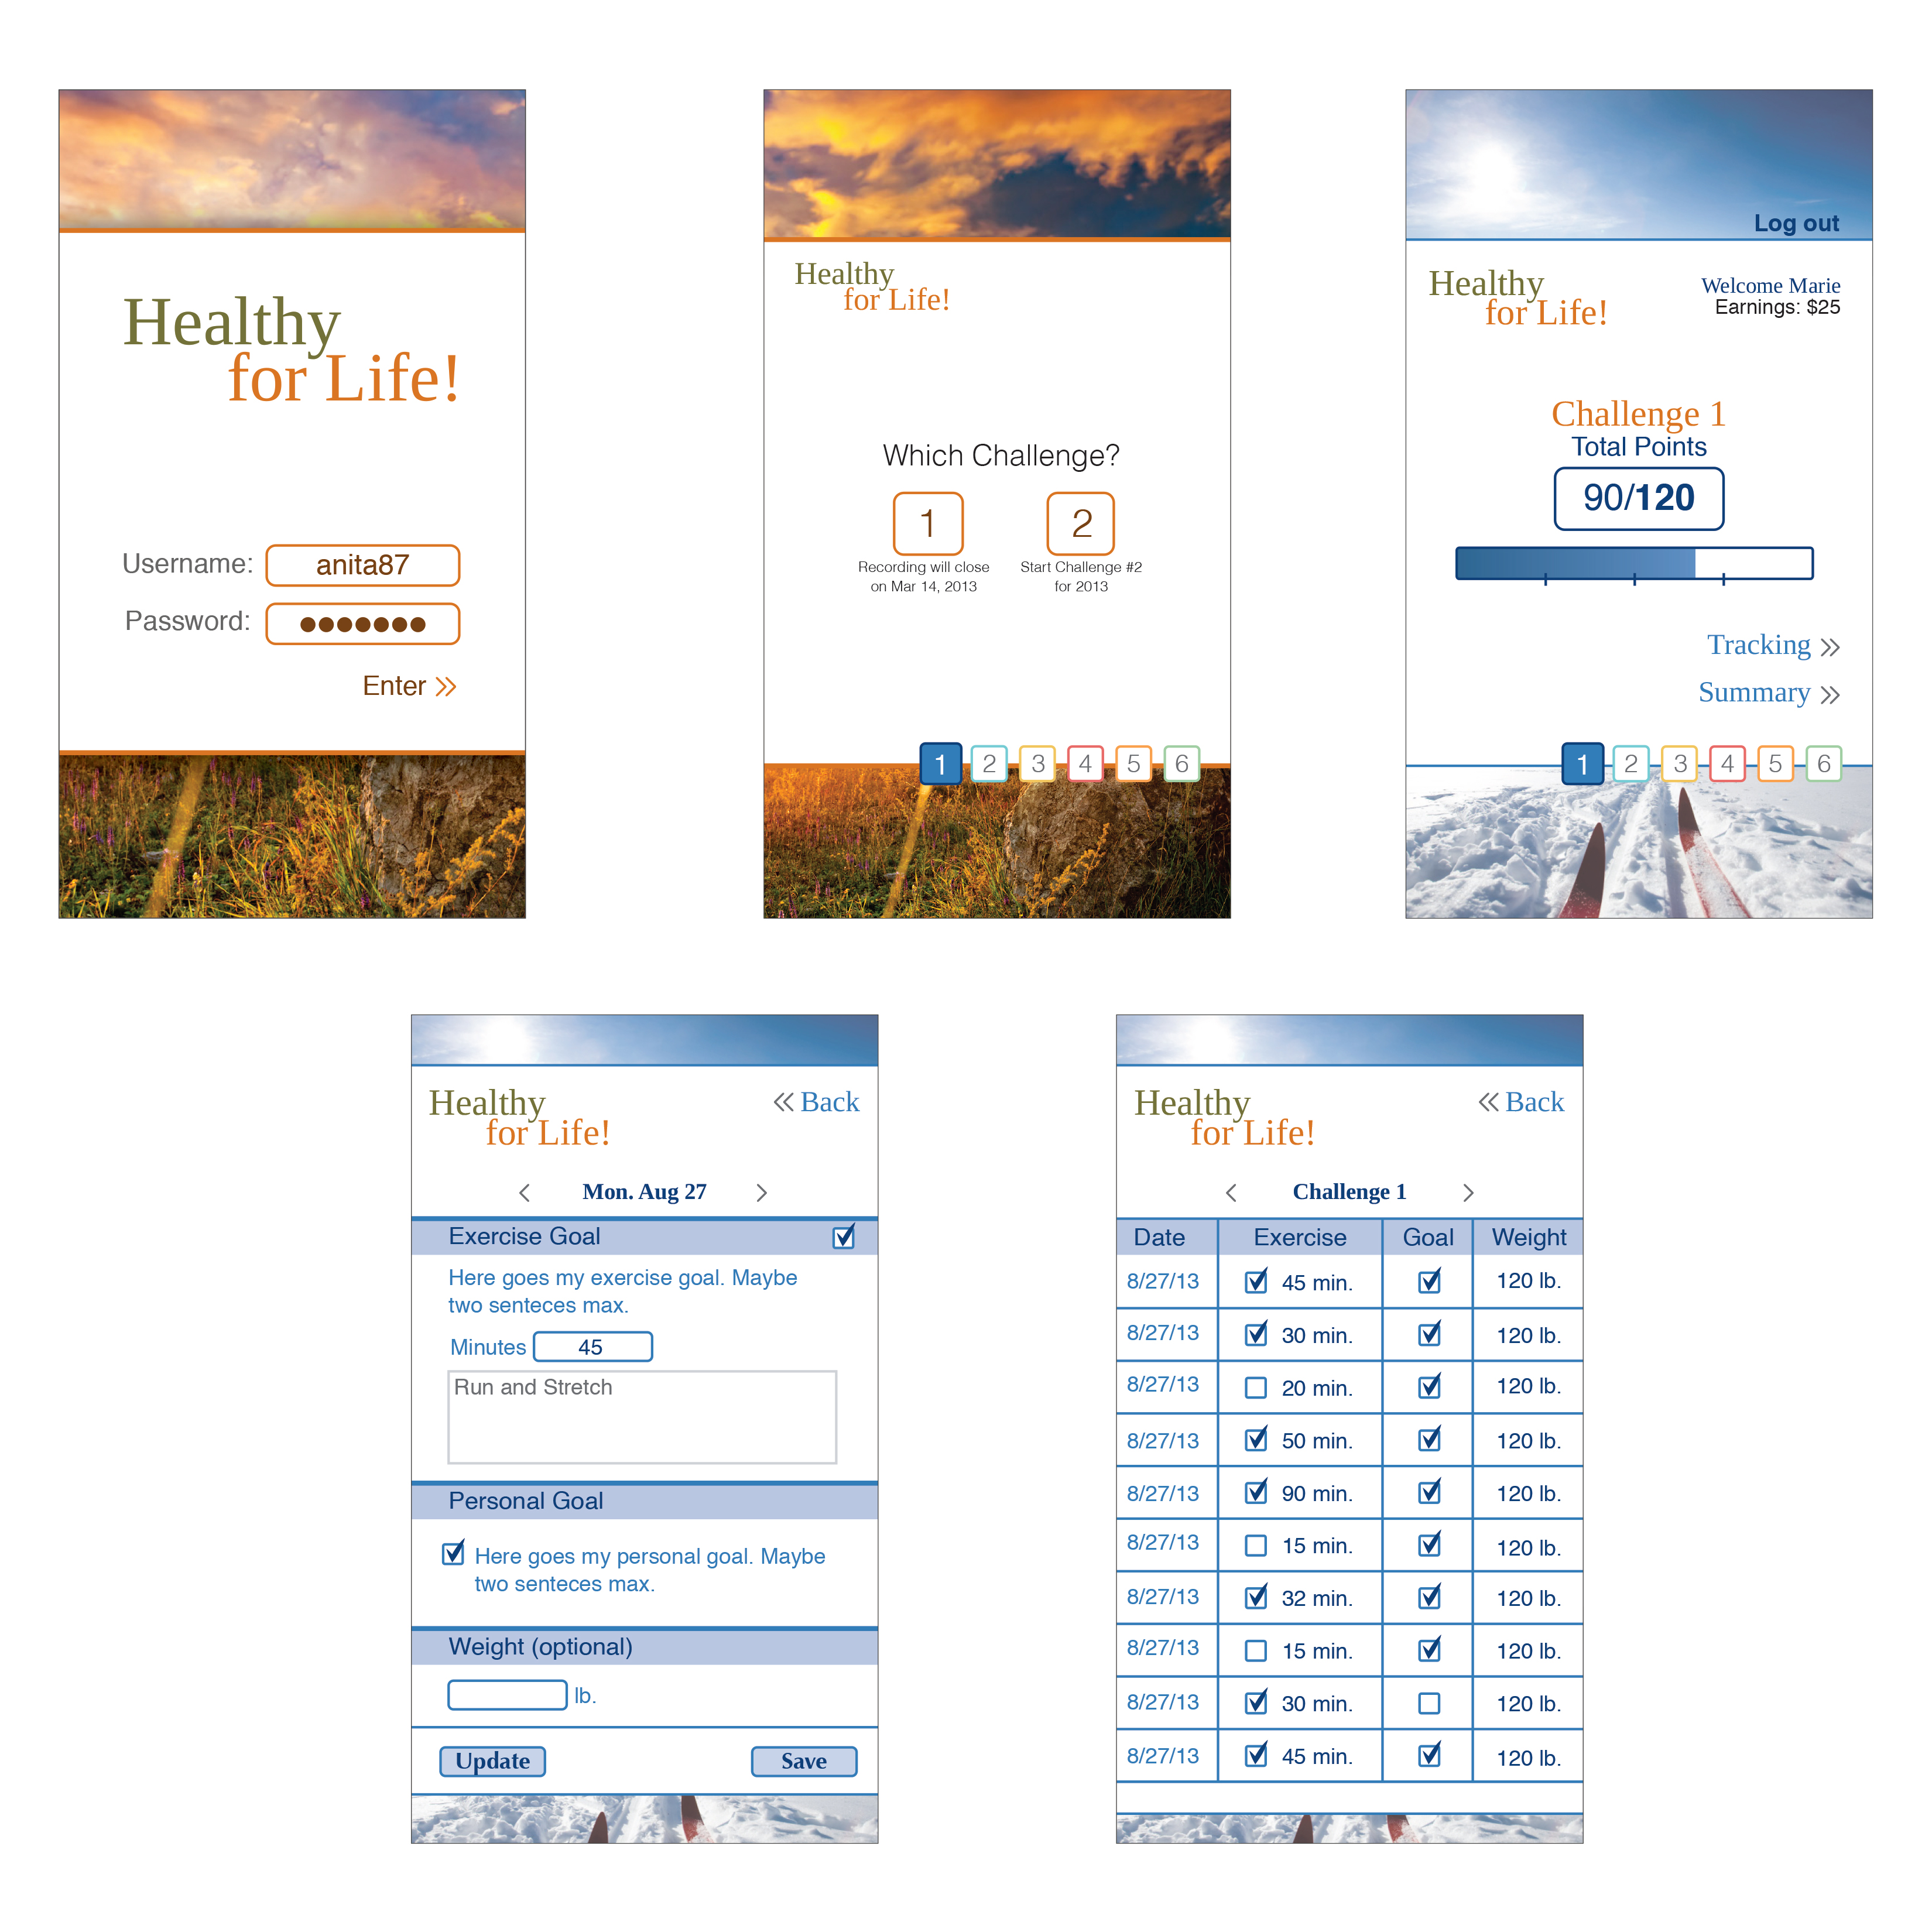 Healthy
for Life!
Username: anita87
Password: ●●●●●●●
Enter »
Healthy
for Life!
Which Challenge?
1 2
Recording will close Start Challenge #2
on Mar 14, 2013 for 2013
1 2 3 4 5 6
Log out
Healthy
for Life!
Welcome Marie
Earnings: $25
Challenge 1
Total Points
90/120
Tracking »
Summary »
1 2 3 4 5 6
Healthy
for Life!
« Back
< Mon. Aug 27 >
Exercise Goal
Here goes my exercise goal. Maybe
two senteces max.
Minutes 45
Run and Stretch
Personal Goal
Here goes my personal goal. Maybe
two senteces max.
Weight (optional)
lb.
Update Save
Healthy
for Life!
« Back
< Challenge 1 >
Date Exercise Goal Weight
8/27/13 45 min. 120 lb.
8/27/13 30 min. 120 lb.
8/27/13 20 min. 120 lb.
8/27/13 50 min. 120 lb.
8/27/13 90 min. 120 lb.
8/27/13 15 min. 120 lb.
8/27/13 32 min. 120 lb.
8/27/13 15 min. 120 lb.
8/27/13 30 min. 120 lb.
8/27/13 45 min. 120 lb.